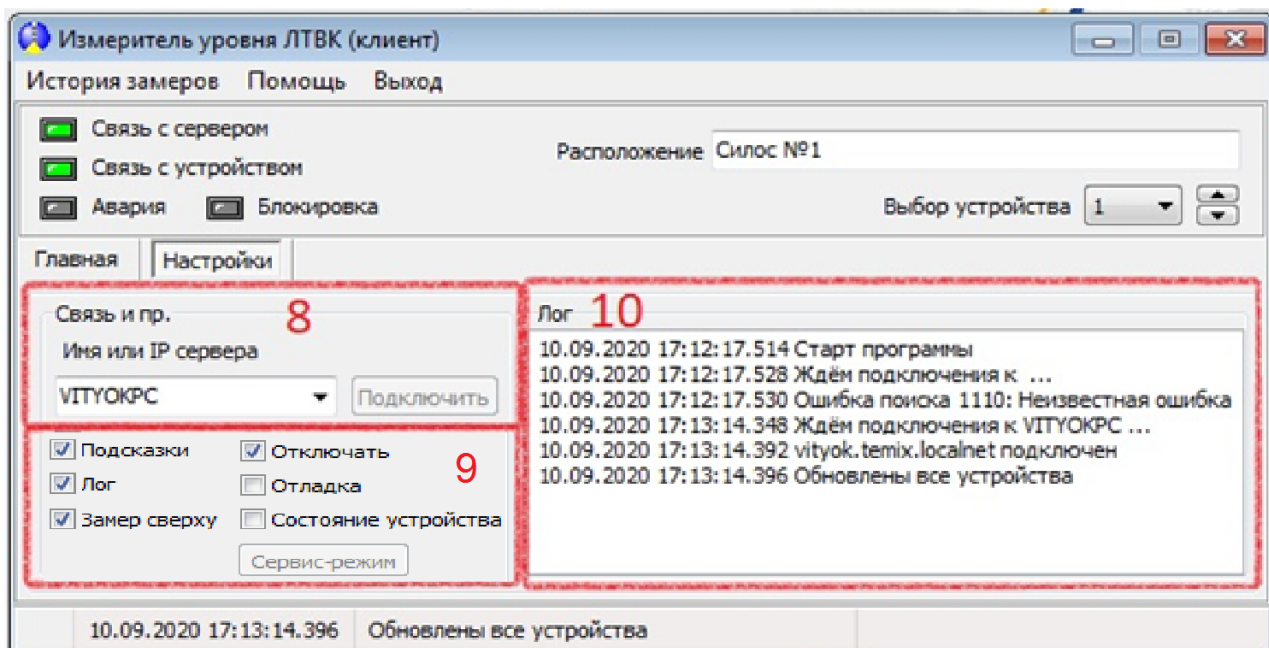 Измеритель уровня ЛТВК (клиент)
История замеров Помощь Выход
Связь с сервером
Связь с устройством
Авария Блокировка
Расположение Силос №1
Выбор устройства 1
Главная Настройки
Связь и пр. 8
Имя или IP сервера
VITYOKPC Подключить
Подсказки Отключать 9
Лог Отладка
Замер сверху Состояние устройства
Сервис-режим
Лог 10
10.09.2020 17:12:17.514 Старт программы
10.09.2020 17:12:17.528 Ждём подключения к ...
10.09.2020 17:12:17.530 Ошибка поиска 1110: Неизвестная ошибка
10.09.2020 17:13:14.348 Ждём подключения к VITYOKPC ...
10.09.2020 17:13:14.392 vityok.temix.localnet подключен
10.09.2020 17:13:14.396 Обновлены все устройства
10.09.2020 17:13:14.396 Обновлены все устройства